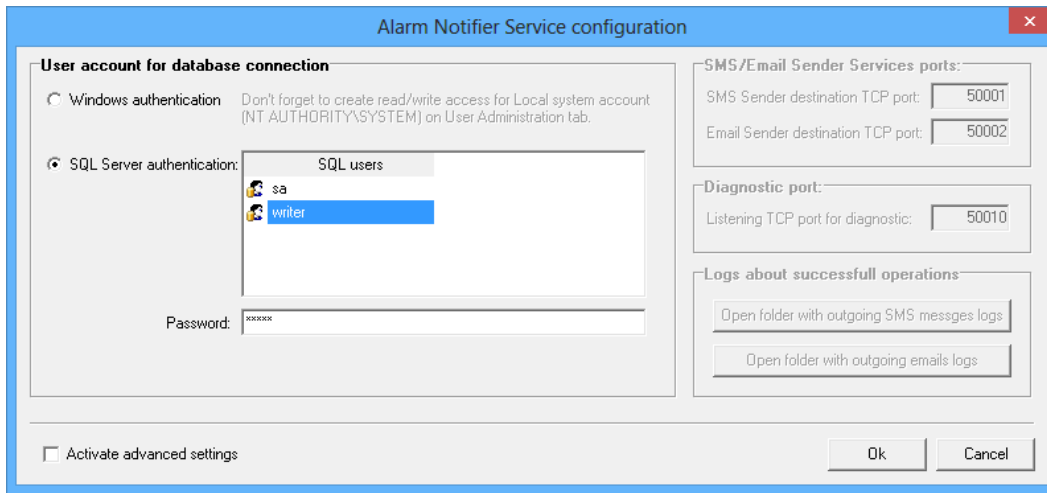 Alarm Notifier Service configuration
User account for database connection
Windows authentication
Don't forget to create read/write access for Local system account
(NT AUTHORITY\SYSTEM) on User Administration tab.
SQL Server authentication:
SQL users
sa
writer
Password:
*****
SMS/Email Sender Services ports:
SMS Sender destination TCP port: 50001
Email Sender destination TCP port: 50002
Diagnostic port:
Listening TCP port for diagnostic: 50010
Logs about successfull operations
Open folder with outgoing SMS messges logs
Open folder with outgoing emails logs
Activate advanced settings
Ok
Cancel